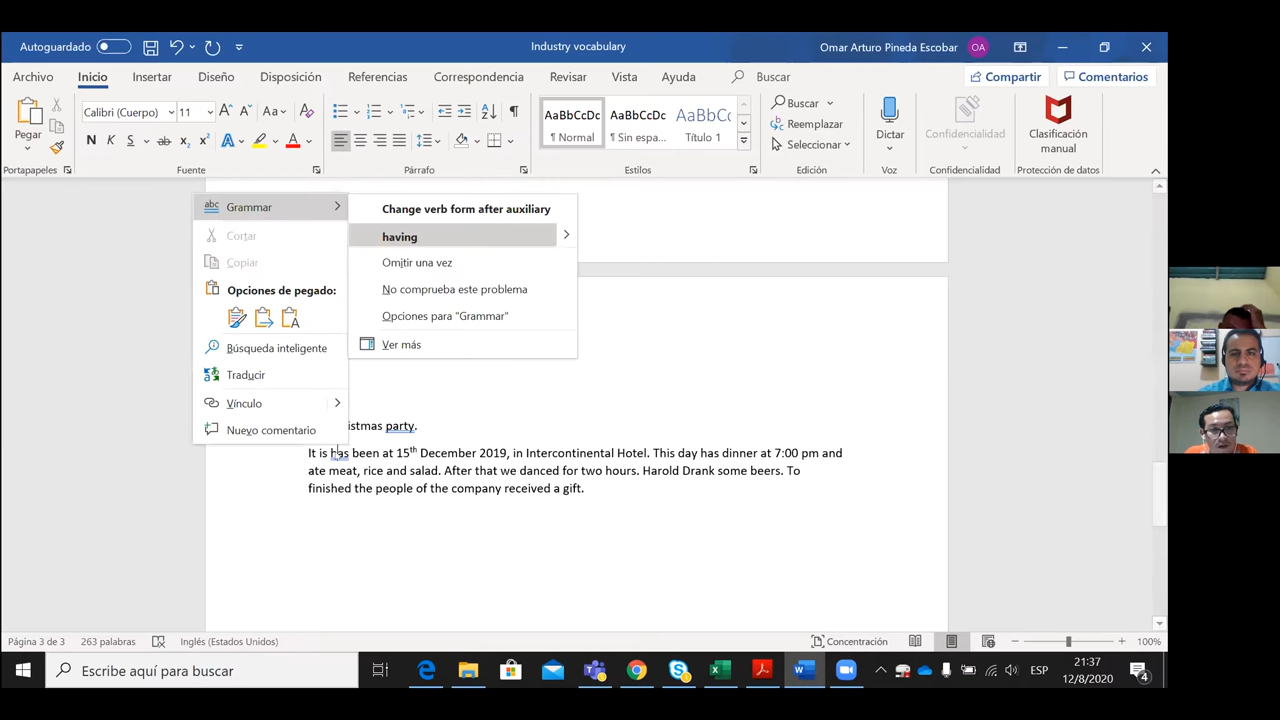 Autoguardado
Industry vocabulary
Omar Arturo Pineda Escobar OA
Archivo Inicio Insertar Diseño Disposición Referencias Correspondencia Revisar Vista Ayuda Buscar Compartir Comentarios
Pegar
Portapapeles
Calibri (Cuerpo) 11 A A Aa A
N K S ab x₂ x² A A
Fuente
Párrafo
AaBbCcDc AaBbCcDc AaBbCc
¶ Normal ¶ Sin espa... Título 1
Estilos
Buscar
Reemplazar
Seleccionar
Edición
Dictar
Voz
Confidencialidad
Confidencialidad
Clasificación
manual
Protección de datos
abc Grammar
Cortar
Copiar
Opciones de pegado:
Búsqueda inteligente
Traducir
Vínculo
Nuevo comentario
Change verb form after auxiliary
having
Omitir una vez
No comprueba este problema
Opciones para "Grammar"
Ver más
istmas party.
It is has been at 15th December 2019, in Intercontinental Hotel. This day has dinner at 7:00 pm and
ate meat, rice and salad. After that we danced for two hours. Harold Drank some beers. To
finished the people of the company received a gift.
Página 3 de 3 263 palabras Inglés (Estados Unidos) Concentración 100%
Escribe aquí para buscar
ESP
21:37
12/8/2020
4